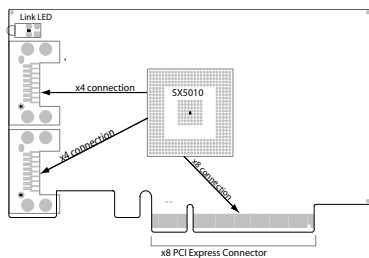 Link LED
x4 connection
SX5010
x4 connection
x8 connection
x8 PCI Express Connector